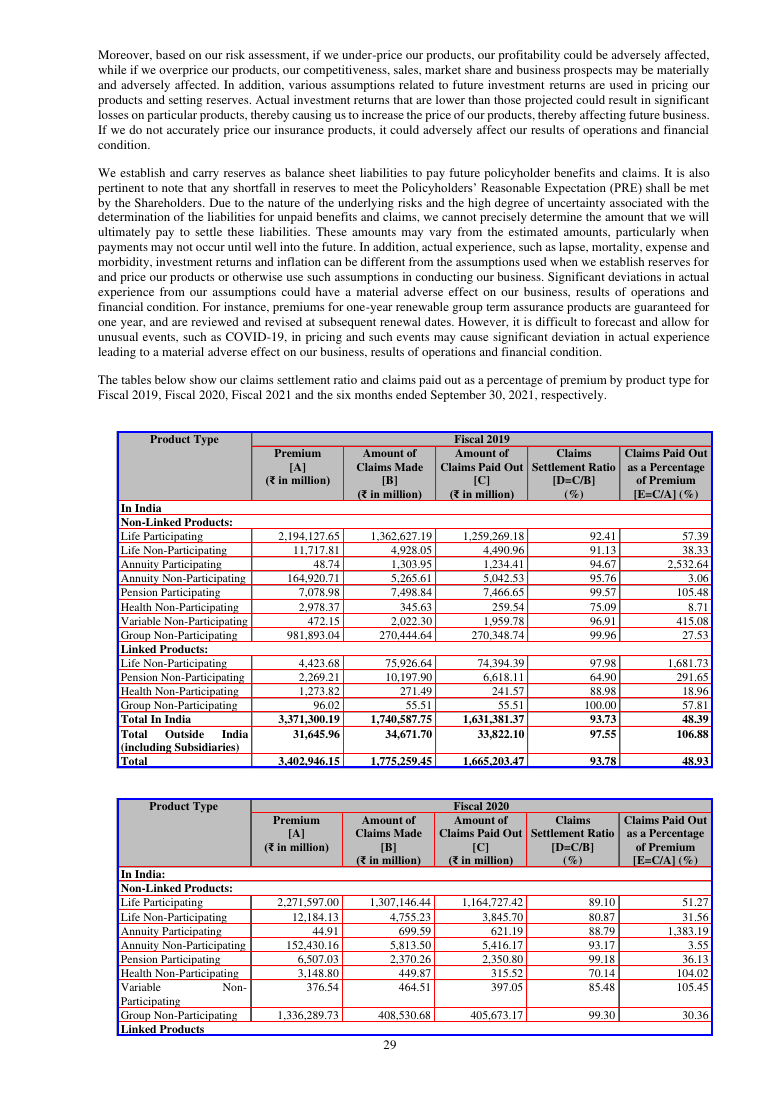 Moreover, based on our risk assessment, if we under-price our products, our profitability could be adversely affected,
while if we overprice our products, our competitiveness, sales, market share and business prospects may be materially
and adversely affected. In addition, various assumptions related to future investment returns are used in pricing our
products and setting reserves. Actual investment returns that are lower than those projected could result in significant
losses on particular products, thereby causing us to increase the price of our products, thereby affecting future business.
If we do not accurately price our insurance products, it could adversely affect our results of operations and financial
condition.
We establish and carry reserves as balance sheet liabilities to pay future policyholder benefits and claims. It is also
pertinent to note that any shortfall in reserves to meet the Policyholders' Reasonable Expectation (PRE) shall be met
by the Shareholders. Due to the nature of the underlying risks and the high degree of uncertainty associated with the
determination of the liabilities for unpaid benefits and claims, we cannot precisely determine the amount that we will
ultimately pay to settle these liabilities. These amounts may vary from the estimated amounts, particularly when
payments may not occur until well into the future. In addition, actual experience, such as lapse, mortality, expense and
morbidity, investment returns and inflation can be different from the assumptions used when we establish reserves for
and price our products or otherwise use such assumptions in conducting our business. Significant deviations in actual
experience from our assumptions could have a material adverse effect on our business, results of operations and
financial condition. For instance, premiums for one-year renewable group term assurance products are guaranteed for
one year, and are reviewed and revised at subsequent renewal dates. However, it is difficult to forecast and allow for
unusual events, such as COVID-19, in pricing and such events may cause significant deviation in actual experience
leading to a material adverse effect on our business, results of operations and financial condition.
The tables below show our claims settlement ratio and claims paid out as a percentage of premium by product type for
Fiscal 2019, Fiscal 2020, Fiscal 2021 and the six months ended September 30, 2021, respectively.
Product Type Fiscal 2019
Premium Amount of Amount of Claims Claims Paid Out
[A] Claims Made Claims Paid Out Settlement Ratio as a Percentage
(₹ in million) [B] [C] [D=C/B] of Premium
(₹ in million) (₹ in million) (%) [E=C/A] (%)
In India
Non-Linked Products:
Life Participating 2,194,127.65 1,362,627.19 1,259,269.18 92.41 57.39
Life Non-Participating 11,717.81 4,928.05 4,490.96 91.13 38.33
Annuity Participating 48.74 1,303.95 1,234.41 94.67 2,532.64
Annuity Non-Participating 164,920.71 5,265.61 5,042.53 95.76 3.06
Pension Participating 7,078.98 7,498.84 7,466.65 99.57 105.48
Health Non-Participating 2,978.37 345.63 259.54 75.09 8.71
Variable Non-Participating 472.15 2,022.30 1,959.78 96.91 415.08
Group Non-Participating 981,893.04 270,444.64 270,348.74 99.96 27.53
Linked Products:
Life Non-Participating 4,423.68 75,926.64 74,394.39 97.98 1,681.73
Pension Non-Participating 2,269.21 10,197.90 6,618.11 64.90 291.65
Health Non-Participating 1,273.82 271.49 241.57 88.98 18.96
Group Non-Participating 96.02 55.51 55.51 100.00 57.81
Total In India 3,371,300.19 1,740,587.75 1,631,381.37 93.73 48.39
Total Outside India 31,645.96 34,671.70 33,822.10 97.55 106.88
(including Subsidiaries)
Total 3,402,946.15 1,775,259.45 1,665,203.47 93.78 48.93
Product Type Fiscal 2020
Premium Amount of Amount of Claims Claims Paid Out
[A] Claims Made Claims Paid Out Settlement Ratio as a Percentage
(₹ in million) [B] [C] [D=C/B] of Premium
(₹ in million) (₹ in million) (%) [E=C/A] (%)
In India:
Non-Linked Products:
Life Participating 2,271,597.00 1,307,146.44 1,164,727.42 89.10 51.27
Life Non-Participating 12,184.13 4,755.23 3,845.70 80.87 31.56
Annuity Participating 44.91 699.59 621.19 88.79 1,383.19
Annuity Non-Participating 152,430.16 5,813.50 5,416.17 93.17 3.55
Pension Participating 6,507.03 2,370.26 2,350.80 99.18 36.13
Health Non-Participating 3,148.80 449.87 315.52 70.14 104.02
Variable Non- 376.54 464.51 397.05 85.48 105.45
Participating
Group Non-Participating 1,336,289.73 408,530.68 405,673.17 99.30 30.36
Linked Products
29